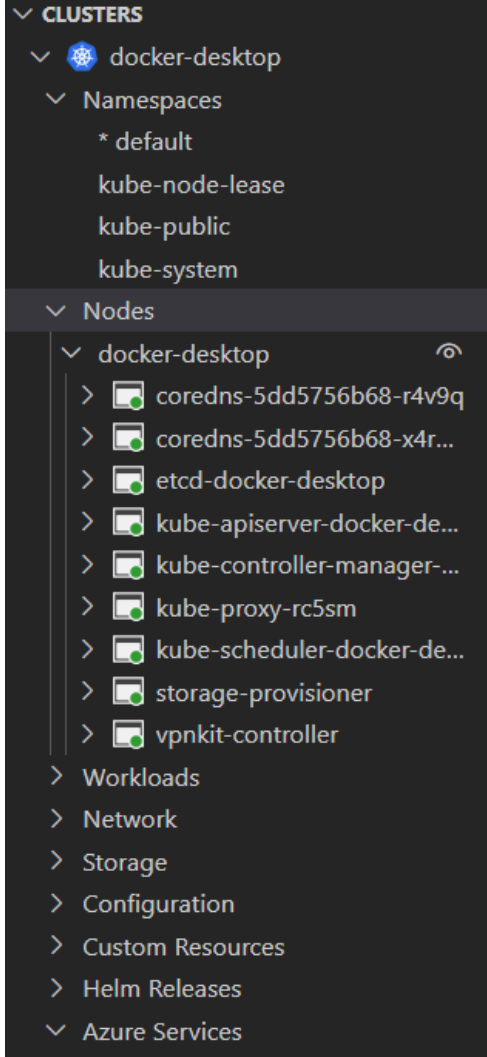 CLUSTERS
docker-desktop
Namespaces
* default
kube-node-lease
kube-public
kube-system
Nodes
docker-desktop
coredns-5dd5756b68-r4v9q
coredns-5dd5756b68-x4r...
etcd-docker-desktop
kube-apiserver-docker-de...
kube-controller-manager-...
kube-proxy-rc5sm
kube-scheduler-docker-de...
storage-provisioner
vpnkit-controller
Workloads
Network
Storage
Configuration
Custom Resources
Helm Releases
Azure Services